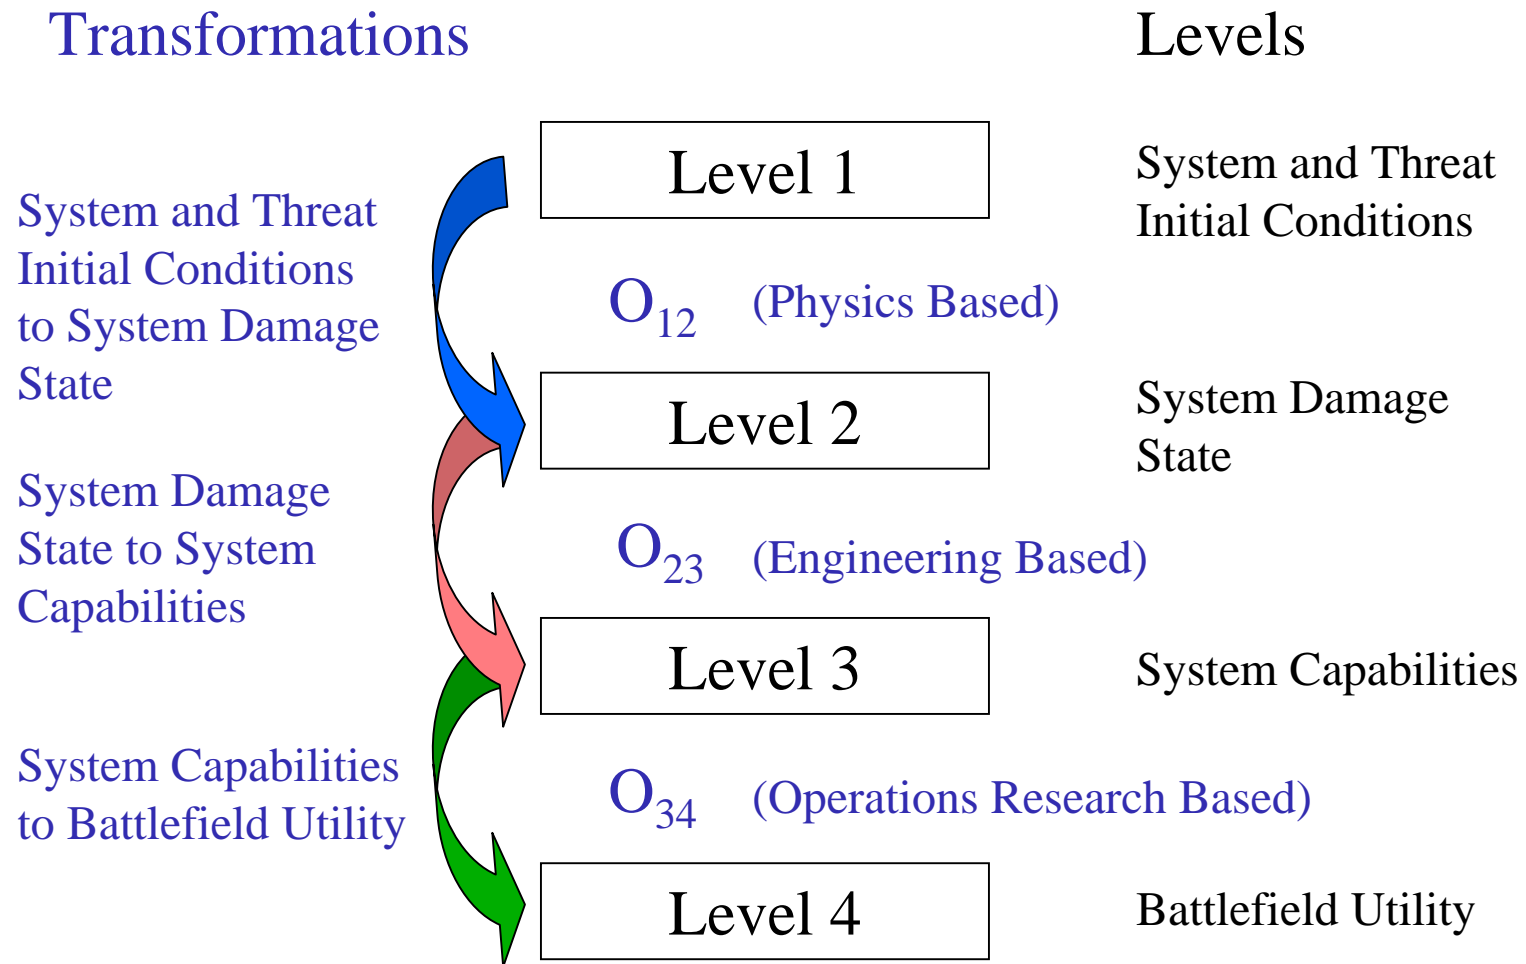 Transformations
Levels
Level 1
System and Threat
Initial Conditions
System and Threat
Initial Conditions
to System Damage
State
O12 (Physics Based)
Level 2
System Damage
State
System Damage
State to System
Capabilities
O23 (Engineering Based)
Level 3
System Capabilities
System Capabilities
to Battlefield Utility
O34 (Operations Research Based)
Level 4
Battlefield Utility